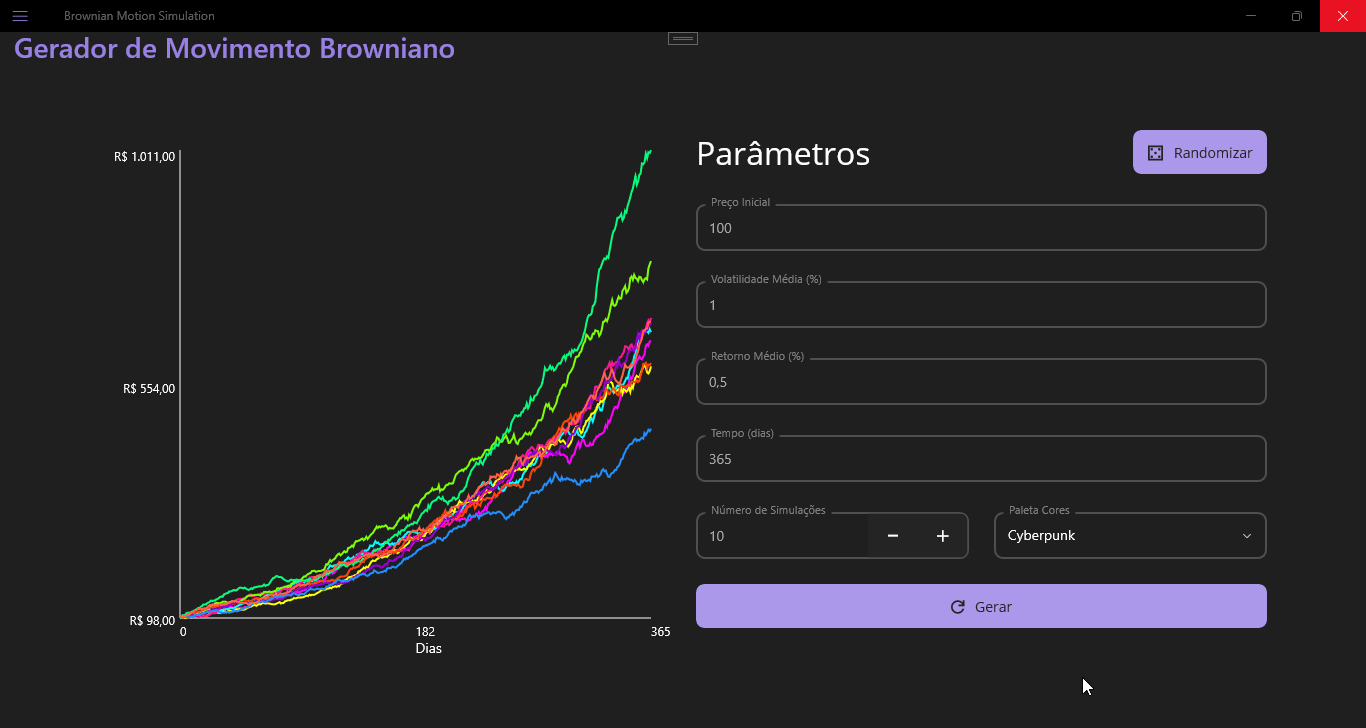 Brownian Motion Simulation
Gerador de Movimento Browniano
R$ 1.011,00
R$ 554,00
R$ 98,00
0
182
365
Dias
Parâmetros
Randomizar
Preço Inicial
100
Volatilidade Média (%)
1
Retorno Médio (%)
0,5
Tempo (dias)
365
Número de Simulações
10
Paleta Cores
Cyberpunk
Gerar